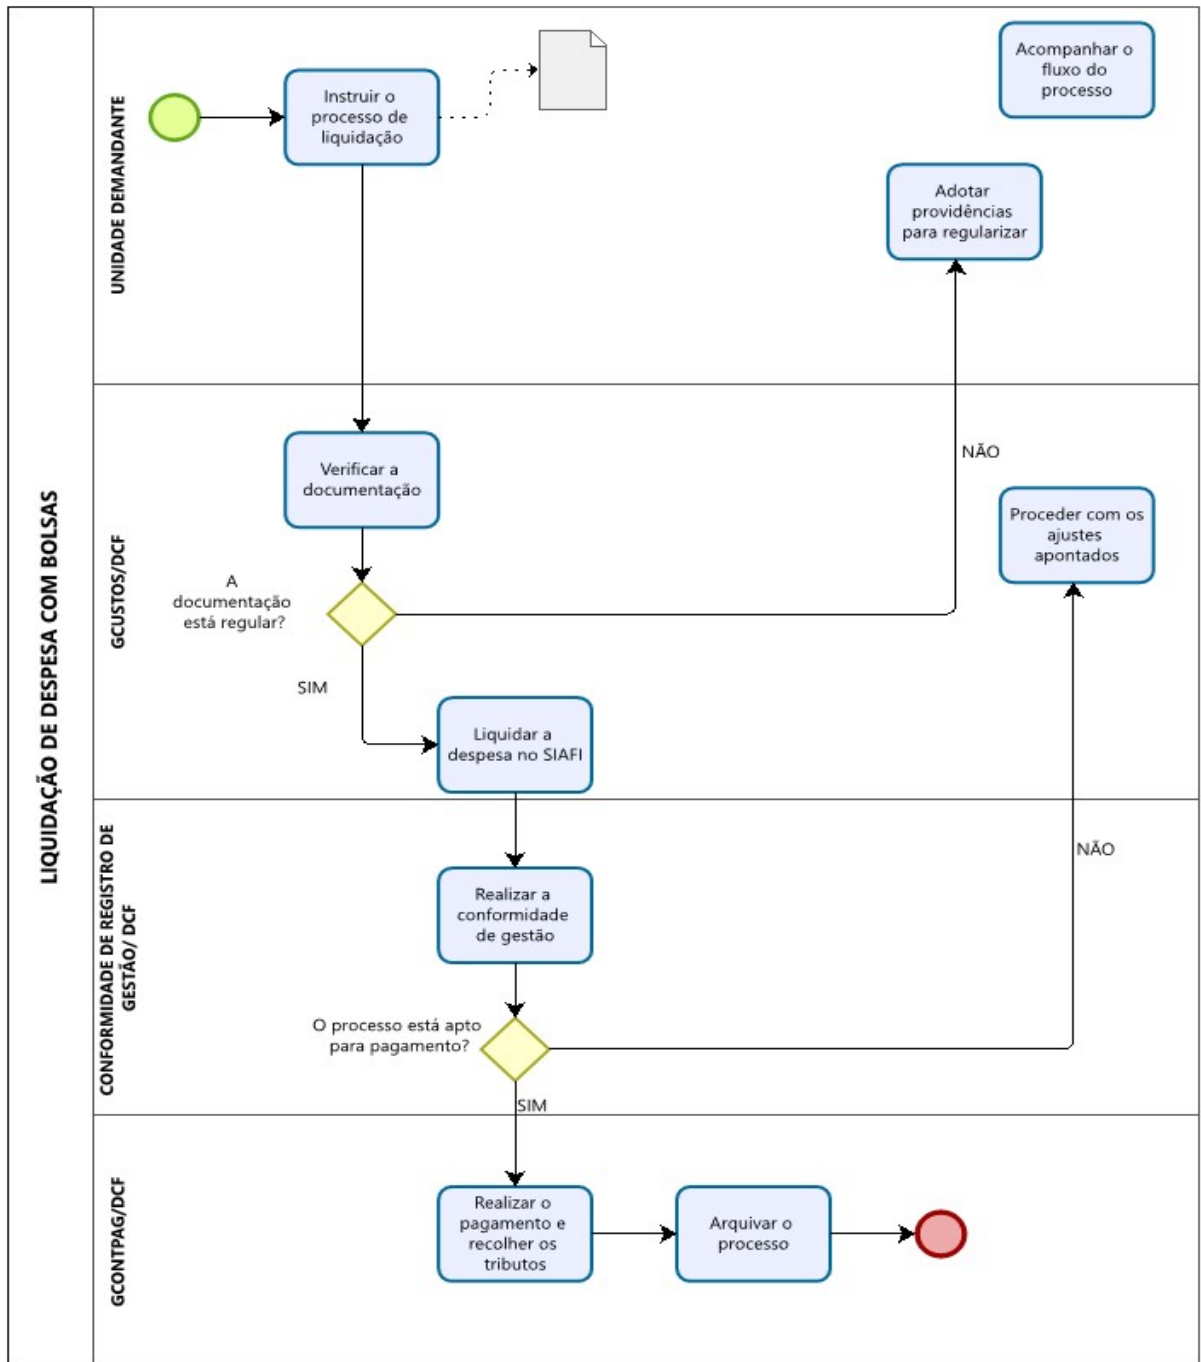 LIQUIDAÇÃO DE DESPESA COM BOLSAS
UNIDADE DEMANDANTE
Instruir o
processo de
liquidação
Acompanhar o
fluxo do
processo
Adotar
providências
para regularizar
GCUSTOS/DCF
Verificar a
documentação
A
documentação
está regular?
NÃO
SIM
Proceder com os
ajustes
apontados
Liquidar a
despesa no SIAFI
CONFORMIDADE DE REGISTRO DE
GESTÃO/ DCF
Realizar a
conformidade
de gestão
O processo está apto
para pagamento?
NÃO
SIM
GCONTPAG/DCF
Realizar o
pagamento e
recolher os
tributos
Arquivar o
processo